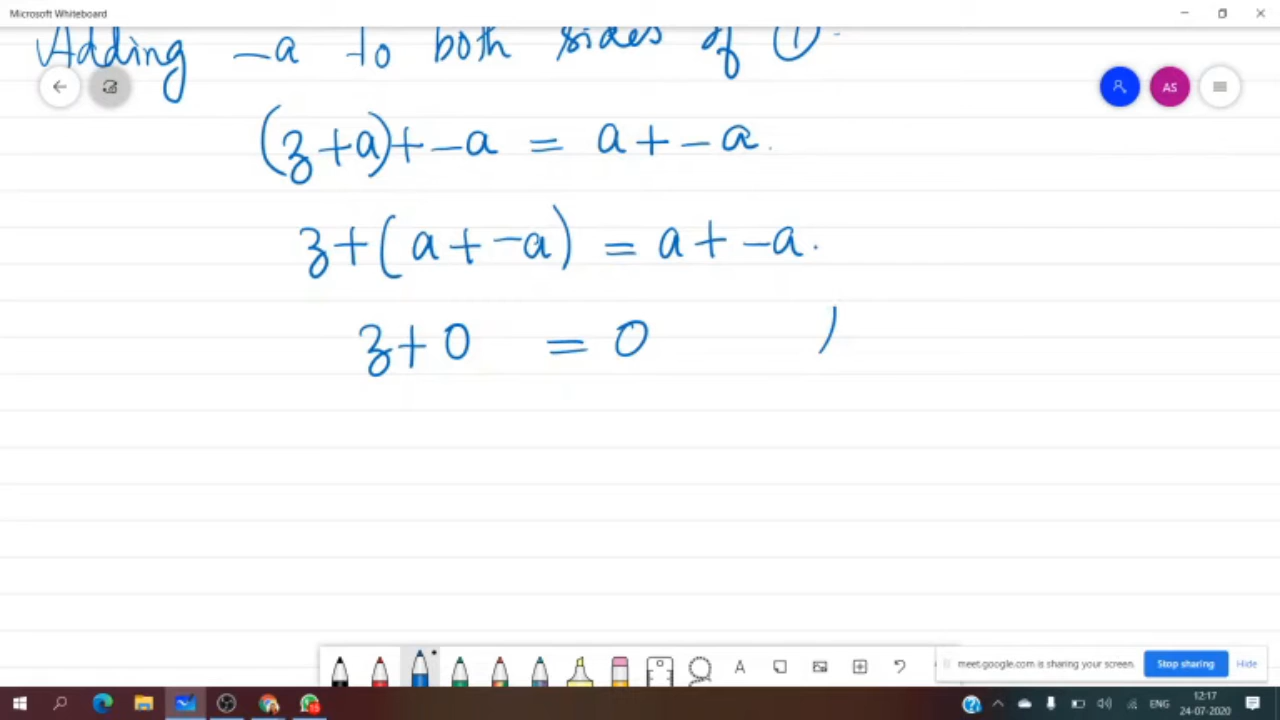 Microsoft Whiteboard
Adding -a to both sides of ①.
AS
(z+a)+-a = a+-a.
z+(a+-a) = a+-a.
z+0 = 0
A
meet.google.com is sharing your screen.
Stop sharing
Hide
ENG
12:17
24-07-2020